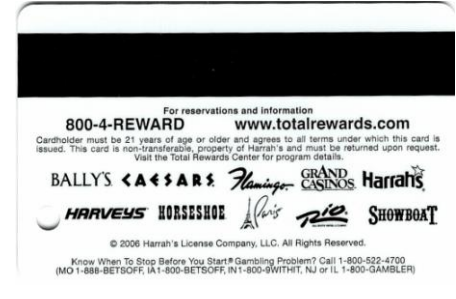 For reservations and information
800-4-REWARD www.totalrewards.com
Cardholder must be 21 years of age or older and agrees to all terms under which this card is
issued. This card is non-transferable, property of Harrah's and must be returned upon request.
Visit the Total Rewards Center for program details.
BALLY'S CAESARS Flamingo GRAND CASINOS Harrah's
HARVEYS HORSESHOE Paris RIO SHOWBOAT
© 2006 Harrah's License Company, LLC. All Rights Reserved.
Know When To Stop Before You Start.® Gambling Problem? Call 1-800-522-4700
(MO 1-888-BETSOFF, IA1-800-BETSOFF, IN1-800-9WITHIT, NJ or IL 1-800-GAMBLER)